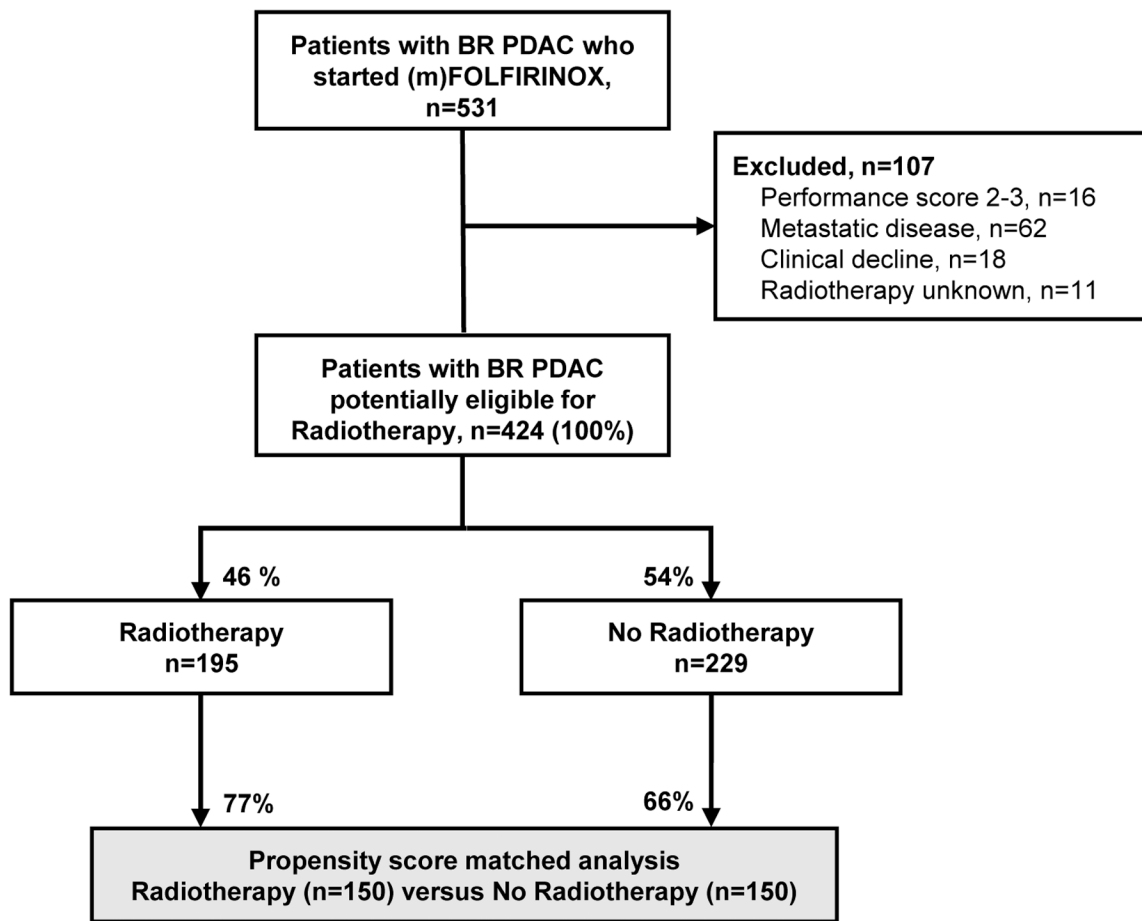 Patients with BR PDAC who
started (m)FOLFIRINOX,
n=531
Excluded, n=107
Performance score 2-3, n=16
Metastatic disease, n=62
Clinical decline, n=18
Radiotherapy unknown, n=11
Patients with BR PDAC
potentially eligible for
Radiotherapy, n=424 (100%)
46 %
54%
Radiotherapy
n=195
No Radiotherapy
n=229
77%
66%
Propensity score matched analysis
Radiotherapy (n=150) versus No Radiotherapy (n=150)